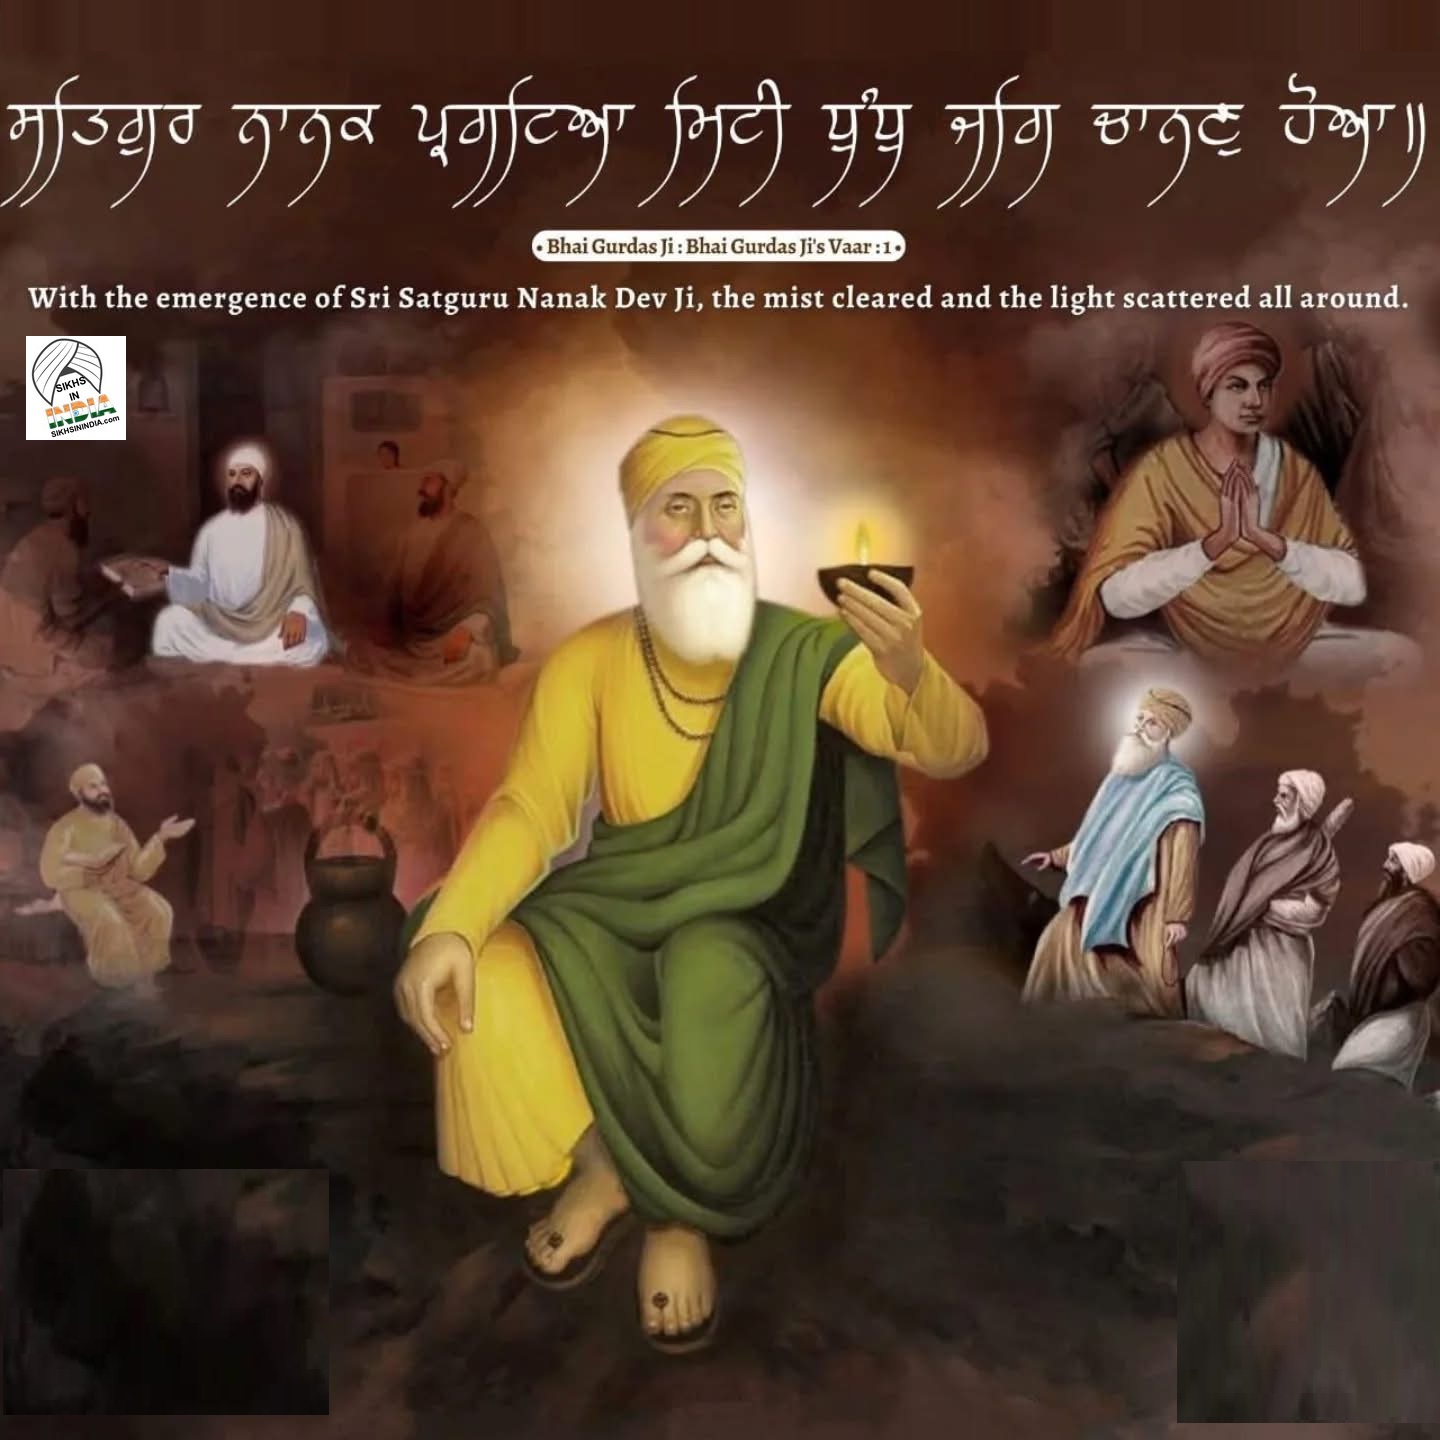 ਸਤਿਗੁਰ ਨਾਨਕ ਪ੍ਰਗਟਿਆ ਮਿਟੀ ਧੁੰਧੁ ਜਗਿ ਚਾਨਣੁ ਹੋਆ॥
• Bhai Gurdas Ji : Bhai Gurdas Ji's Vaar : 1 •
With the emergence of Sri Satguru Nanak Dev Ji, the mist cleared and the light scattered all around.
SIKHS
IN
INDIA
SIKHSININDIA.com